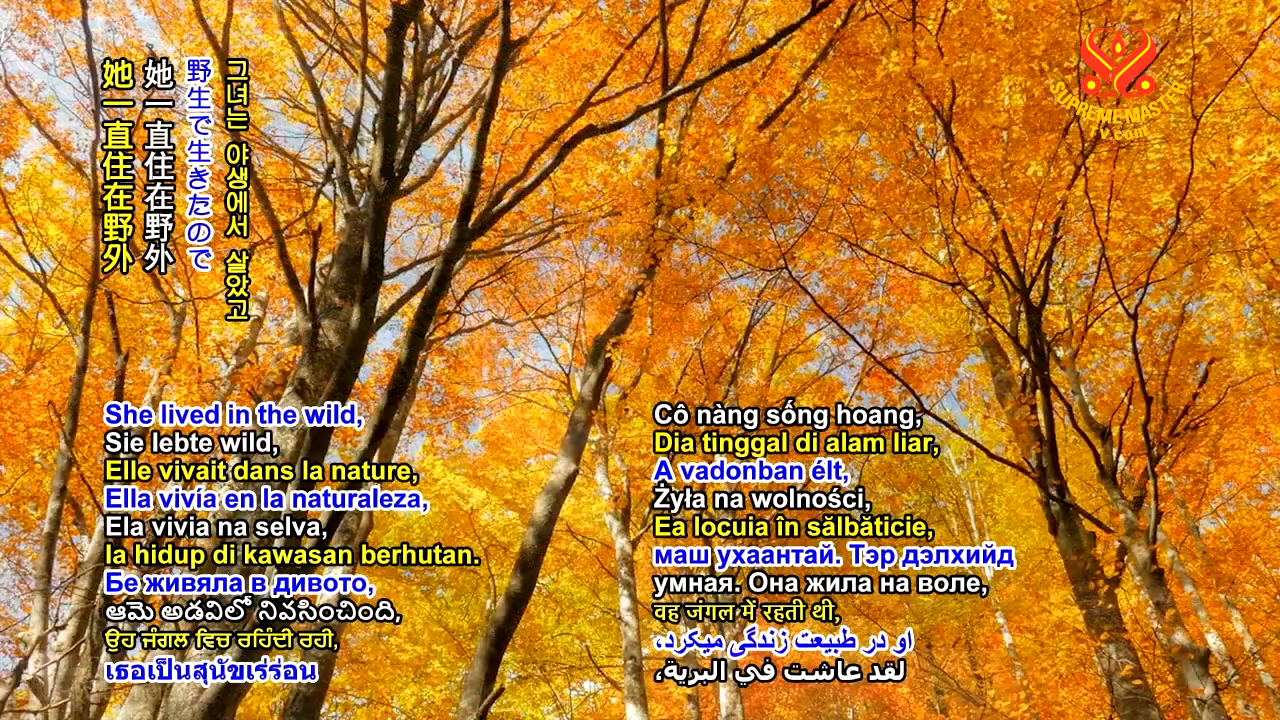 그녀는 야생에서 살았고
野生で生きたので
她一直住在野外
她一直住在野外
SUPREME MASTER
TV.com
She lived in the wild,
Sie lebte wild,
Elle vivait dans la nature,
Ella vivía en la naturaleza,
Ela vivia na selva,
Ia hidup di kawasan berhutan.
Бе живяла в дивото,
ఆమె అడవిలో నివసించింది,
ਉਹ ਜੰਗਲ ਵਿਚ ਰਹਿੰਦੀ ਰਹੀ,
เธอเป็นสุนัขเร่ร่อน
Cô nàng sống hoang,
Dia tinggal di alam liar,
A vadonban élt,
Żyła na wolności,
Ea locuia în sălbăticie,
маш ухаантай. Тэр дэлхийд
умная. Она жила на воле,
वह जंगल में रहती थी,
او در طبیعت زندگی میکرد،
لقد عاشت في البرية،